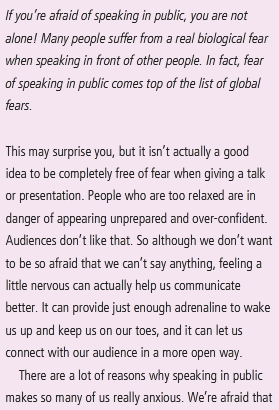 If you're afraid of speaking in public, you are not
alone! Many people suffer from a real biological fear
when speaking in front of other people. In fact, fear
of speaking in public comes top of the list of global
fears.
This may surprise you, but it isn't actually a good
idea to be completely free of fear when giving a talk
or presentation. People who are too relaxed are in
danger of appearing unprepared and over-confident.
Audiences don't like that. So although we don't want
to be so afraid that we can't say anything, feeling a
little nervous can actually help us communicate
better. It can provide just enough adrenaline to wake
us up and keep us on our toes, and it can let us
connect with our audience in a more open way.
There are a lot of reasons why speaking in public
makes so many of us really anxious. We're afraid that